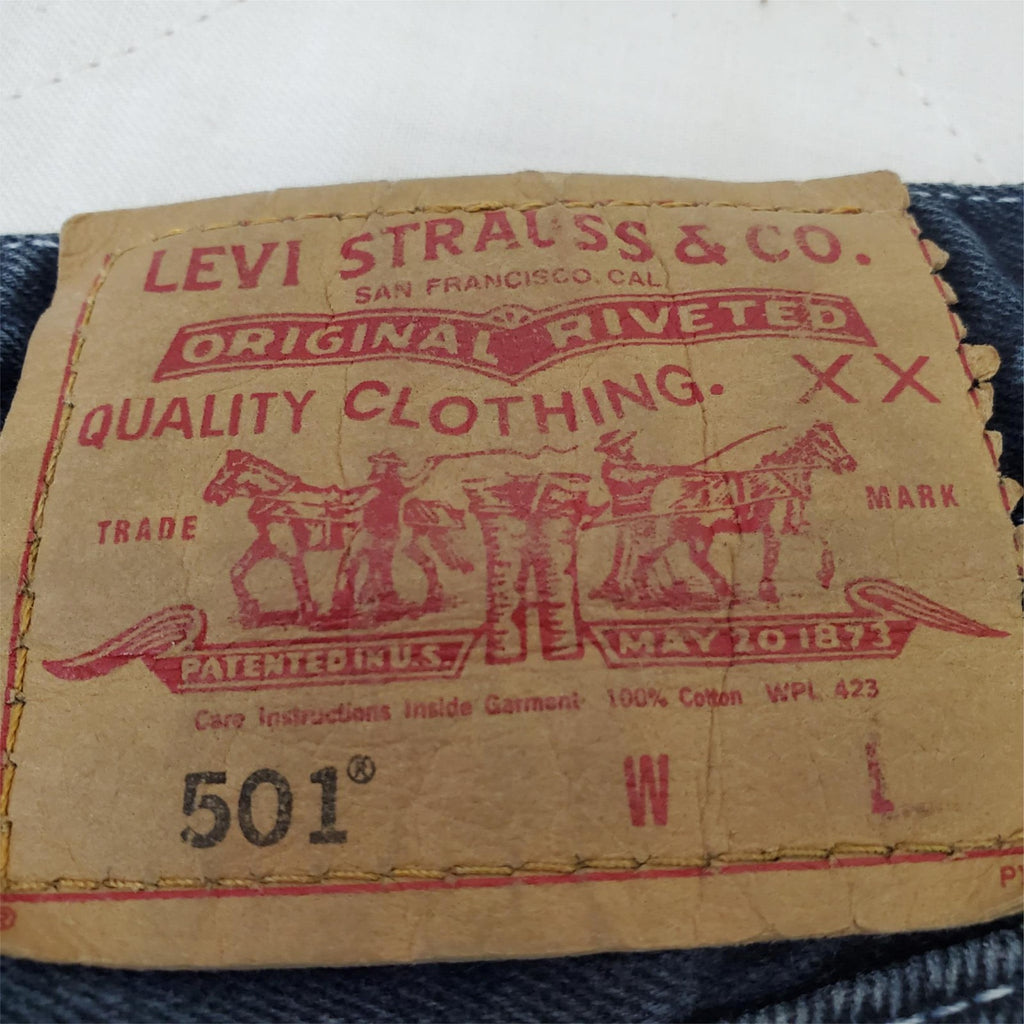 LEVI STRAUSS & CO.
SAN FRANCISCO, CAL
ORIGINAL RIVETED
QUALITY CLOTHING. XX
TRADE MARK
PATENTED IN U.S. MAY 20 1873
Care Instructions Inside Garment 100% Cotton WPL 423
501® W L
®